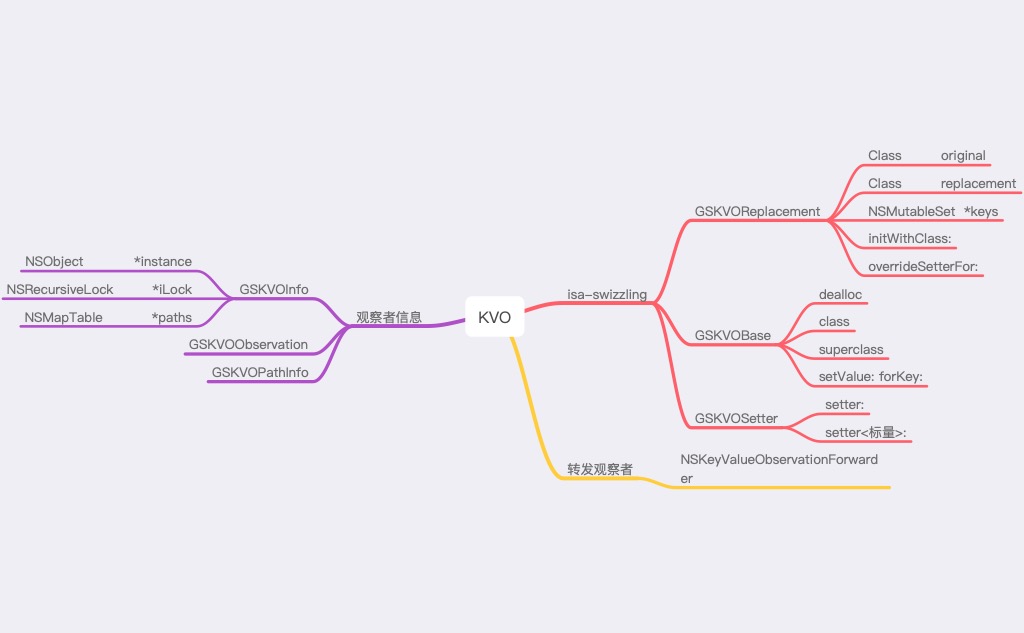 KVO
isa-swizzling
GSKVOReplacement
Class original
Class replacement
NSMutableSet *keys
initWithClass:
overrideSetterFor:
GSKVOBase
dealloc
class
superclass
setValue: forKey:
GSKVOSetter
setter:
setter<标量>:
转发观察者
NSKeyValueObservationForward
er
观察者信息
GSKVOInfo
NSObject *instance
NSRecursiveLock *iLock
NSMapTable *paths
GSKVOObservation
GSKVOPathInfo